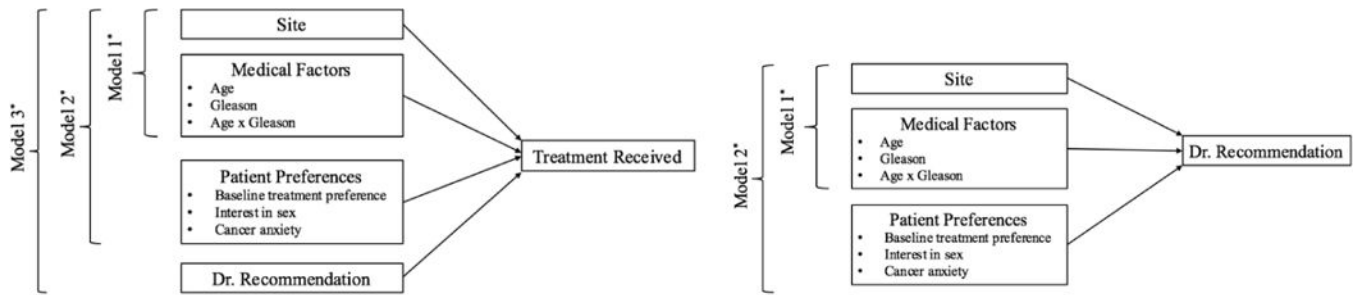 Model 3*
Model 2*
Model 1*
Site
Medical Factors
• Age
• Gleason
• Age x Gleason
Patient Preferences
• Baseline treatment preference
• Interest in sex
• Cancer anxiety
Dr. Recommendation
Treatment Received
Model 2*
Model 1*
Site
Medical Factors
• Age
• Gleason
• Age x Gleason
Patient Preferences
• Baseline treatment preference
• Interest in sex
• Cancer anxiety
Dr. Recommendation